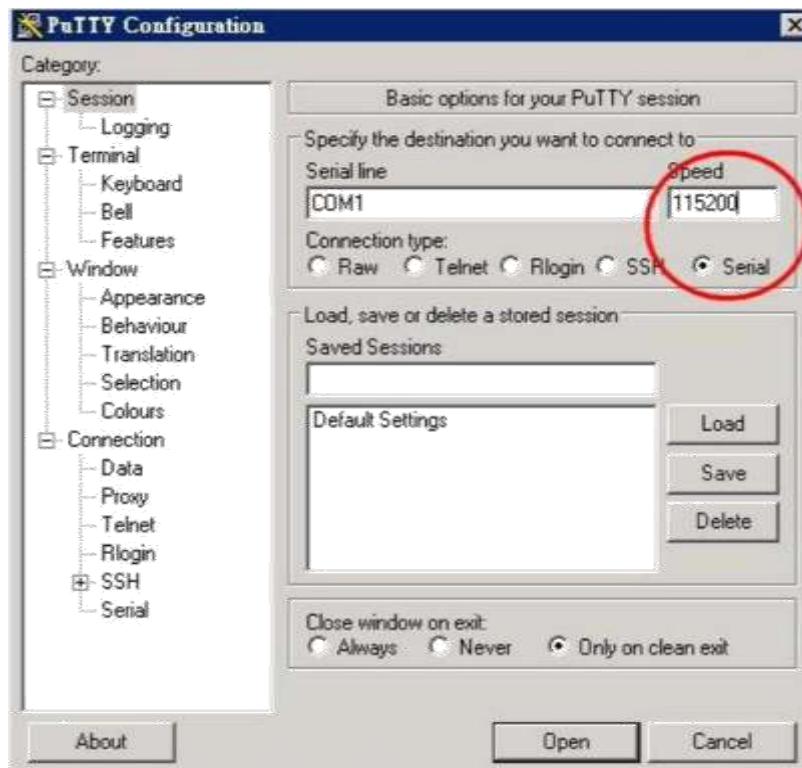 PuTTY Configuration
Category:
Session
Logging
Terminal
Keyboard
Bell
Features
Window
Appearance
Behaviour
Translation
Selection
Colours
Connection
Data
Proxy
Telnet
Rlogin
SSH
Serial
Basic options for your PuTTY session
Specify the destination you want to connect to
Serial line Speed
COM1 115200
Connection type:
Raw Telnet Rlogin SSH Serial
Load, save or delete a stored session
Saved Sessions
Default Settings
Load
Save
Delete
Close window on exit:
Always Never Only on clean exit
About Open Cancel